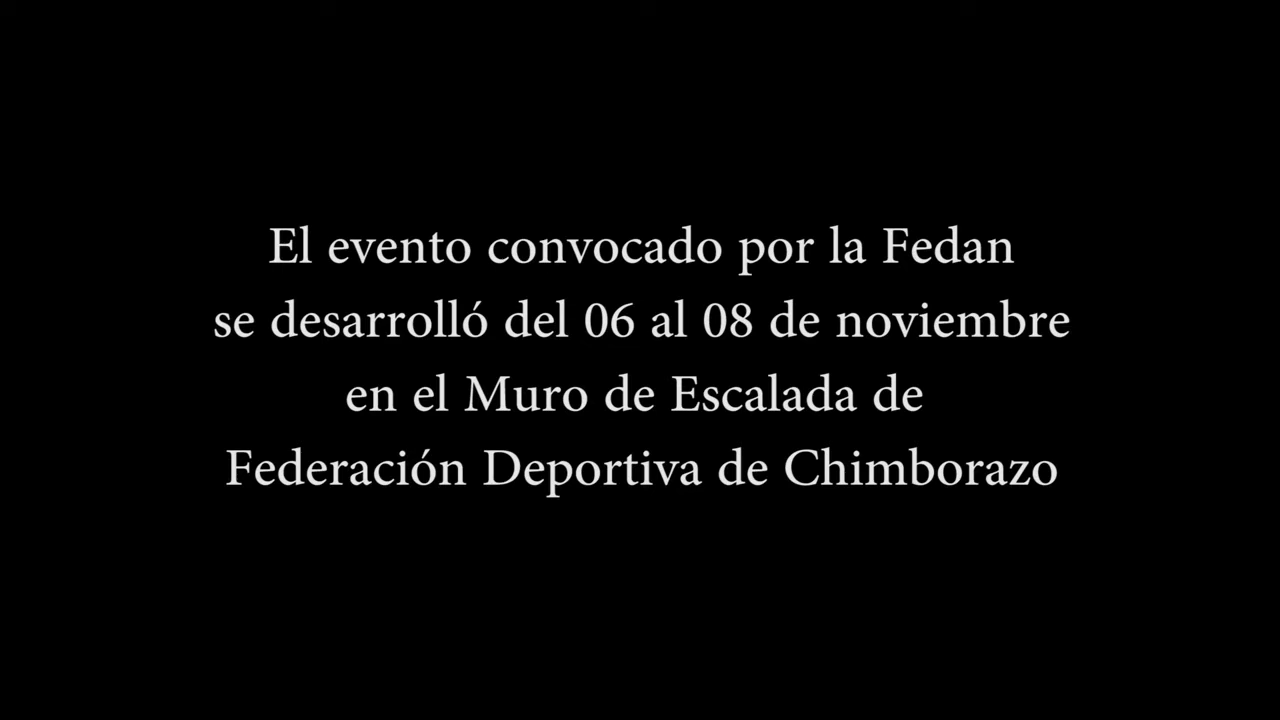 El evento convocado por la Fedan
se desarrolló del 06 al 08 de noviembre
en el Muro de Escalada de
Federación Deportiva de Chimborazo